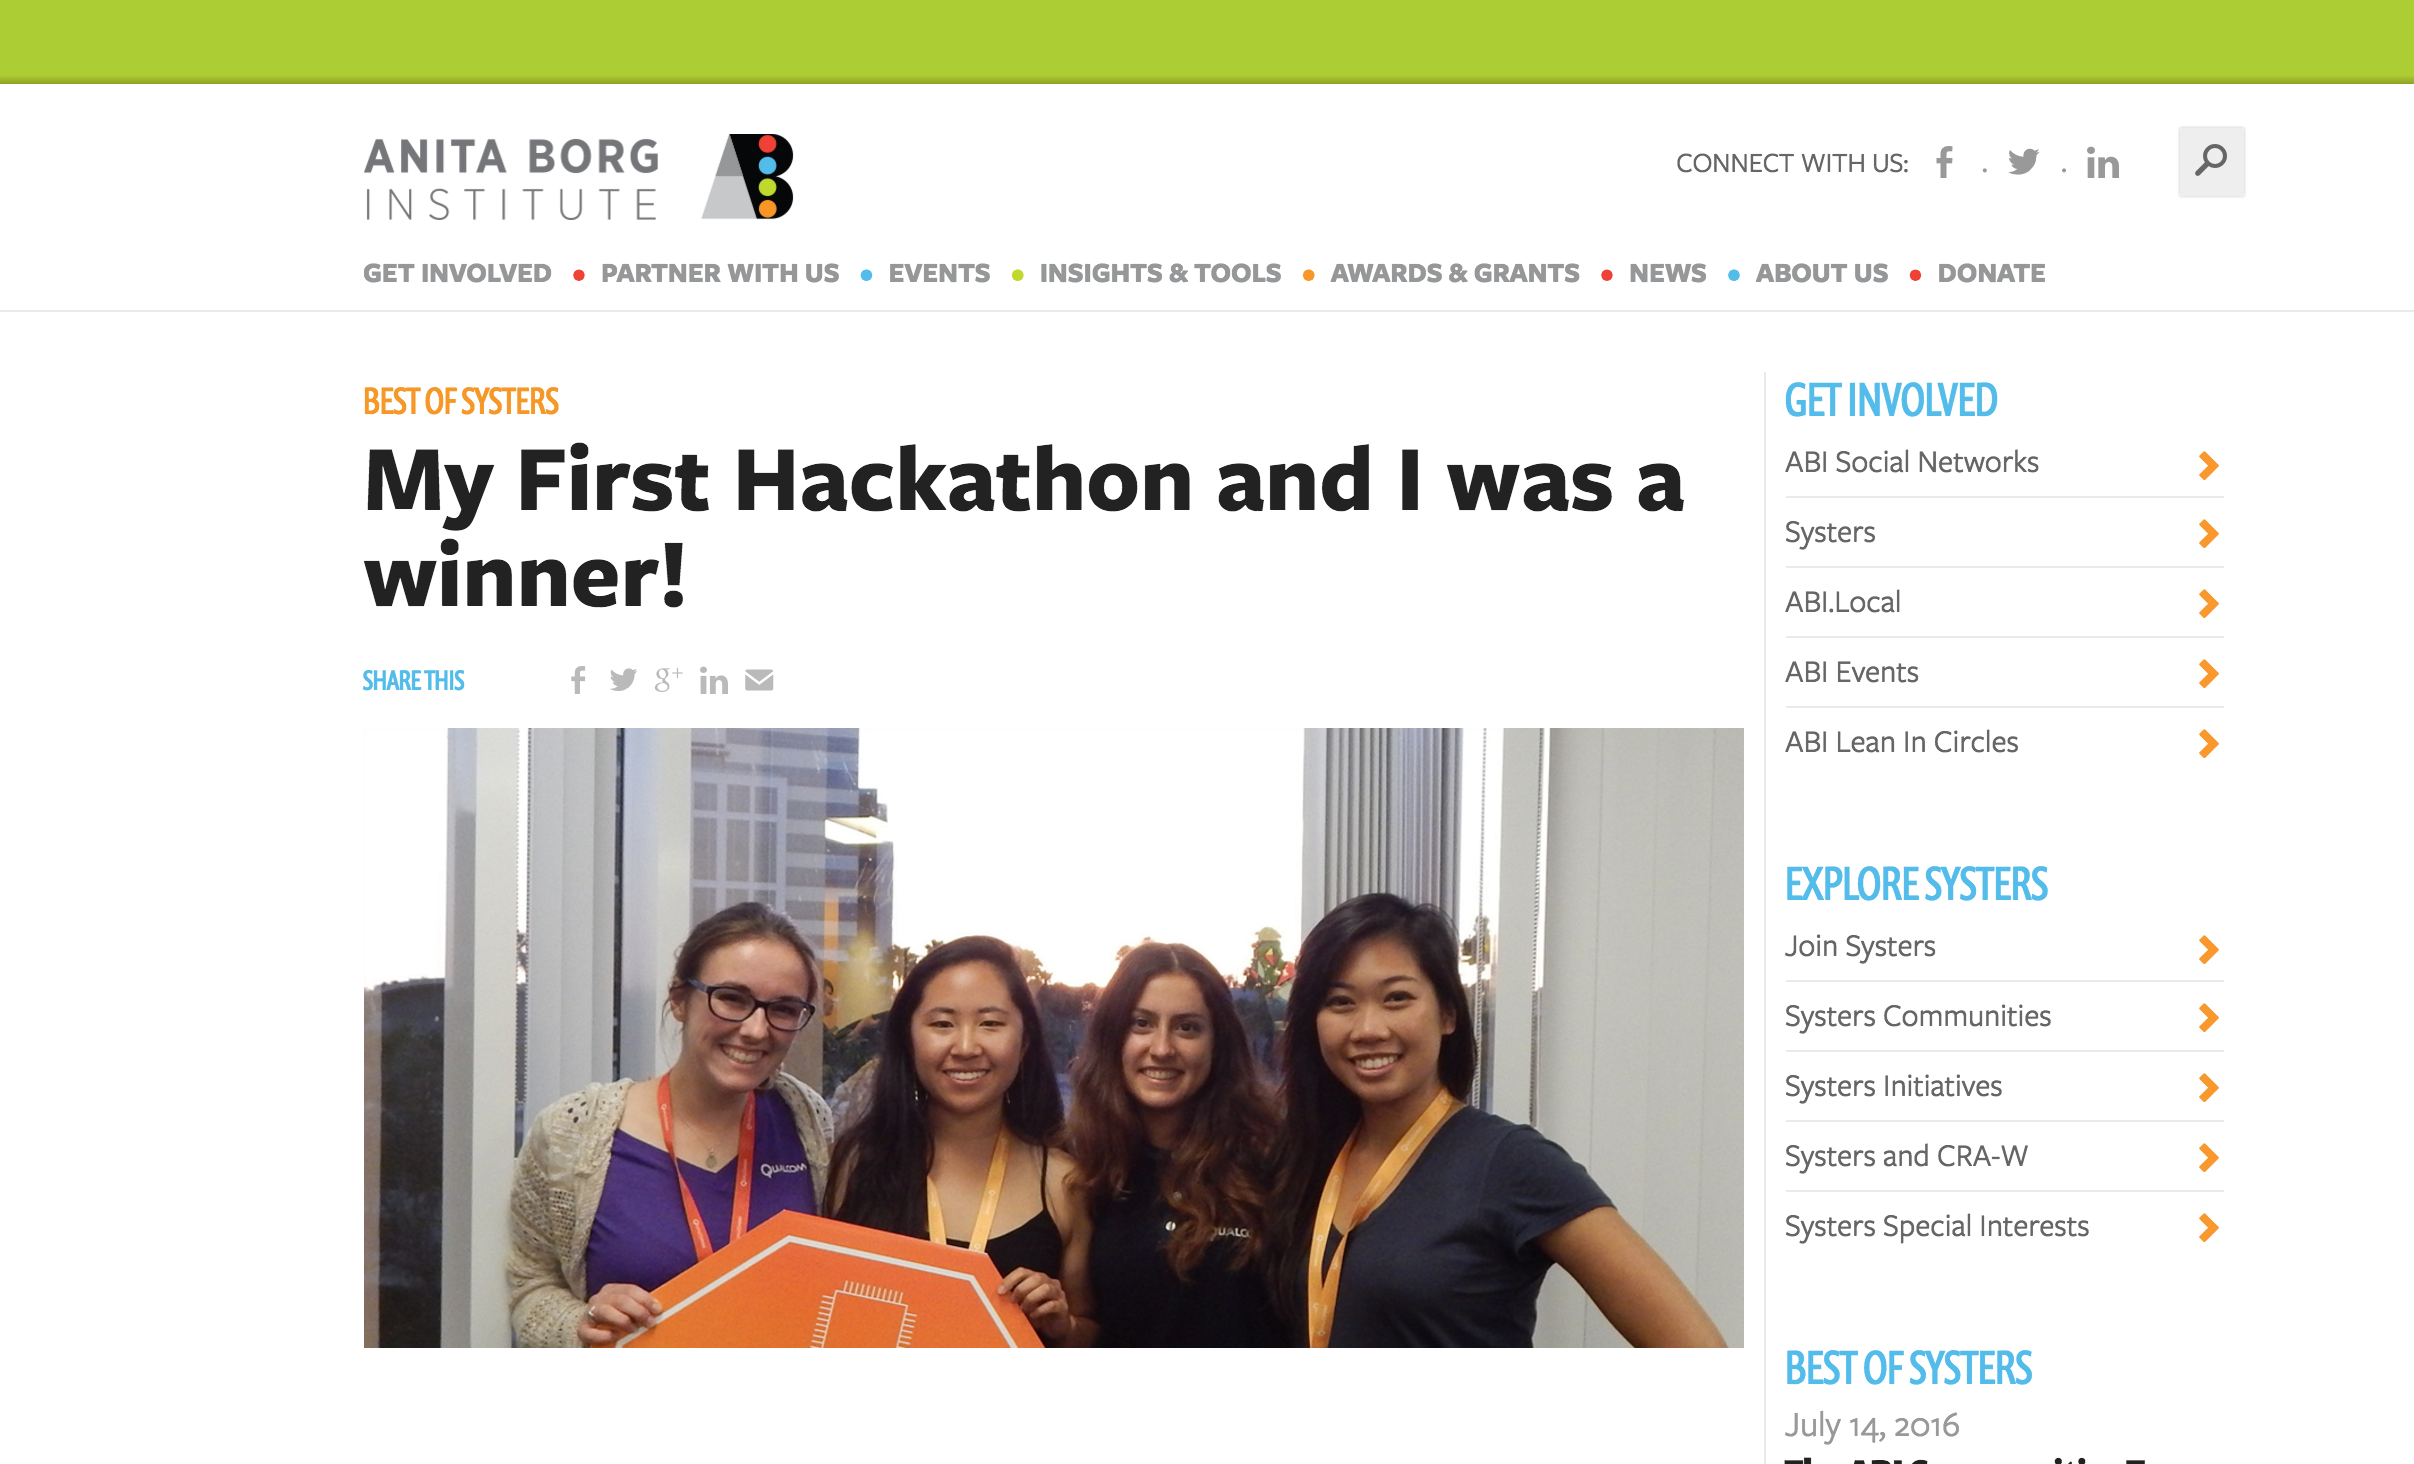 ANITA BORG
INSTITUTE
CONNECT WITH US:
GET INVOLVED • PARTNER WITH US • EVENTS • INSIGHTS & TOOLS • AWARDS & GRANTS • NEWS • ABOUT US • DONATE
BEST OF SYSTERS
My First Hackathon and I was a
winner!
SHARE THIS
QUALCOMM
QUALC
GET INVOLVED
ABI Social Networks
Systers
ABI.Local
ABI Events
ABI Lean In Circles
EXPLORE SYSTERS
Join Systers
Systers Communities
Systers Initiatives
Systers and CRA-W
Systers Special Interests
BEST OF SYSTERS
July 14, 2016